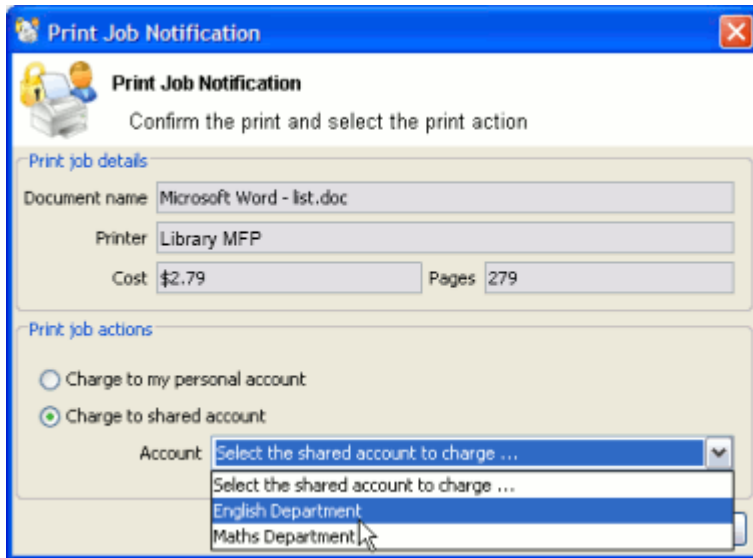 Print Job Notification
Print Job Notification
Confirm the print and select the print action
Print job details
Document name Microsoft Word - list.doc
Printer Library MFP
Cost $2.79 Pages 279
Print job actions
Charge to my personal account
Charge to shared account
Account Select the shared account to charge ...
Select the shared account to charge ...
English Department
Maths Department